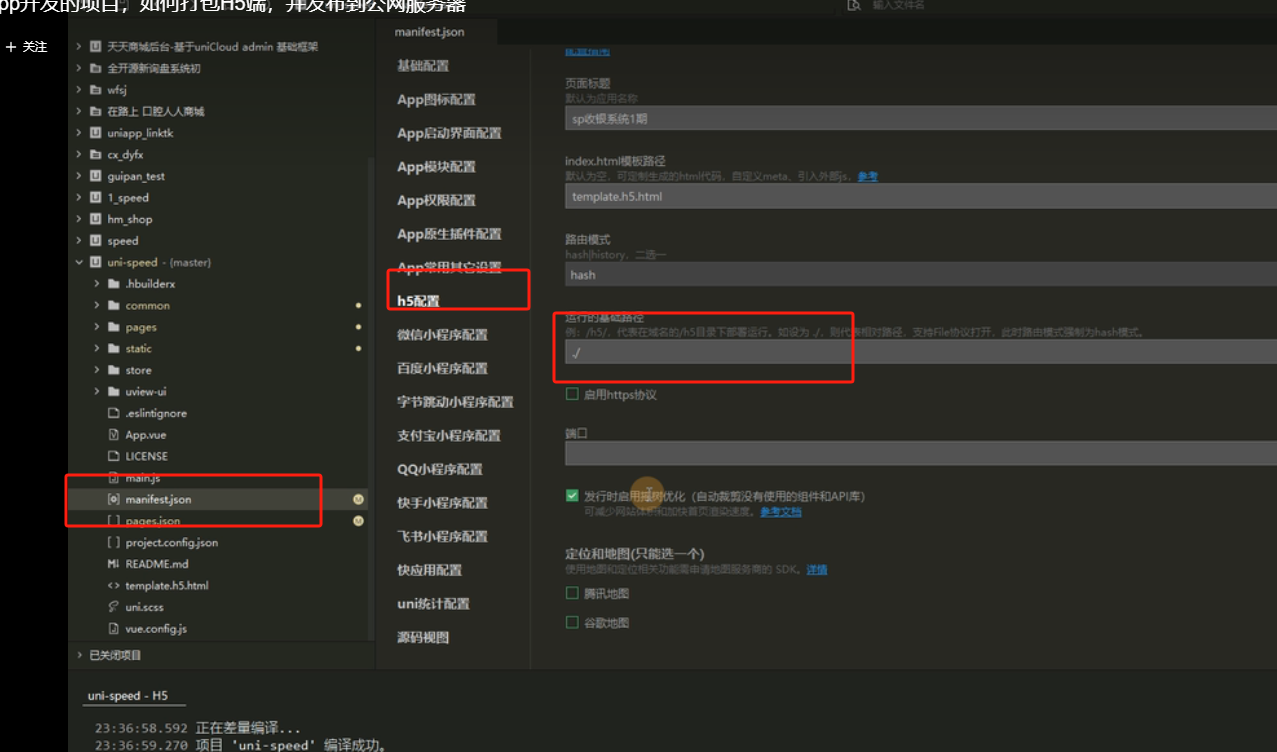 pp开发的项目，如何打包H5端，并发布到公网服务器
输入文件名
+ 关注
天天商城后台-基于uniCloud admin 基础框架
全开源新询盘系统初
wfsj
在路上 口腔人人商城
uniapp_linktk
cx_dyfx
guipan_test
1_speed
hm_shop
speed
uni-speed - (master)
.hbuilderx
common
pages
static
store
uview-ui
.eslintignore
App.vue
LICENSE
main.js
manifest.json
pages.json
project.config.json
README.md
template.h5.html
uni.scss
vue.config.js
已关闭项目
manifest.json
基础配置
App图标配置
App启动界面配置
App模块配置
App权限配置
App原生插件配置
App常用其它设置
h5配置
微信小程序配置
百度小程序配置
字节跳动小程序配置
支付宝小程序配置
QQ小程序配置
快手小程序配置
飞书小程序配置
快应用配置
uni统计配置
源码视图
配置指南
页面标题
默认为应用名称
sp收银系统1期
index.html模板路径
默认为空，可定制生成的html代码，自定义meta、引入外部js，参考
template.h5.html
路由模式
hash|history，二选一
hash
运行的基础路径
例：/h5/，代表在域名的/h5目录下部署运行。如设为 ./，则代表相对路径，支持File协议打开，此时路由模式强制为hash模式。
./
启用https协议
端口
发行时启用摇树优化（自动裁剪没有使用的组件和API库）
可减少网站体积和加快首页渲染速度。参考文档
定位和地图(只能选一个)
使用地图和定位相关功能需申请地图服务商的 SDK。详情
腾讯地图
谷歌地图
uni-speed - H5
23:36:58.592 正在差量编译...
23:36:59.270 项目 'uni-speed' 编译成功。